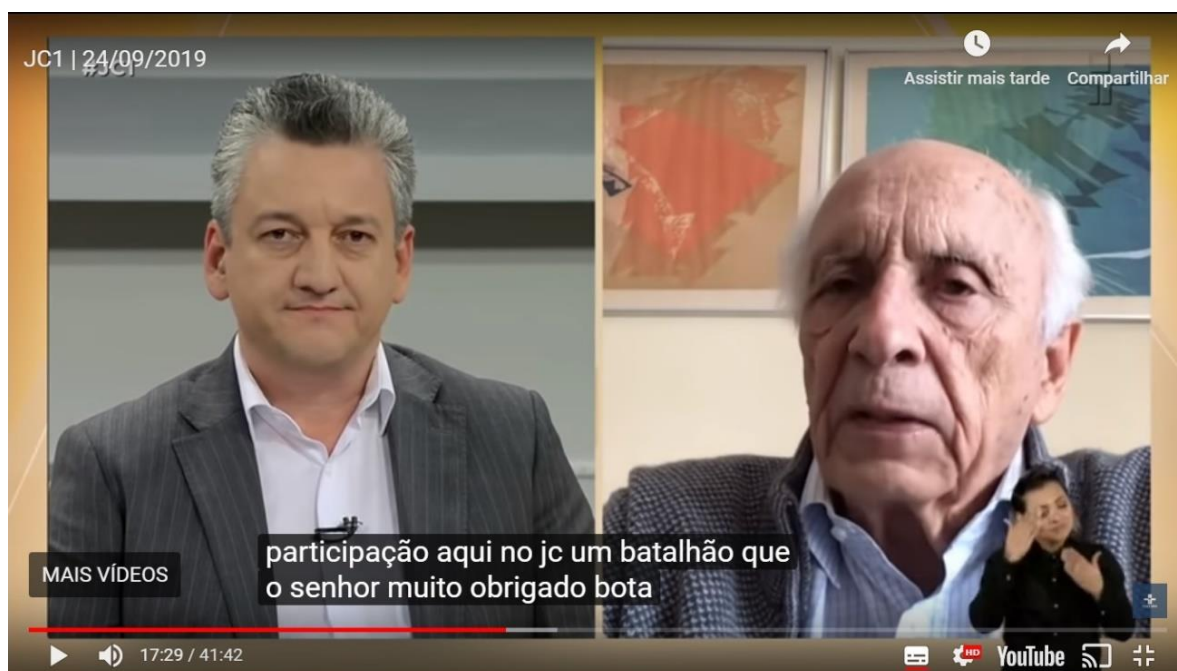 JC1 | 24/09/2019
#JC1
Assistir mais tarde
Compartilhar
participação aqui no jc um batalhão que
o senhor muito obrigado bota
MAIS VÍDEOS
17:29 / 41:42
HD
YouTube